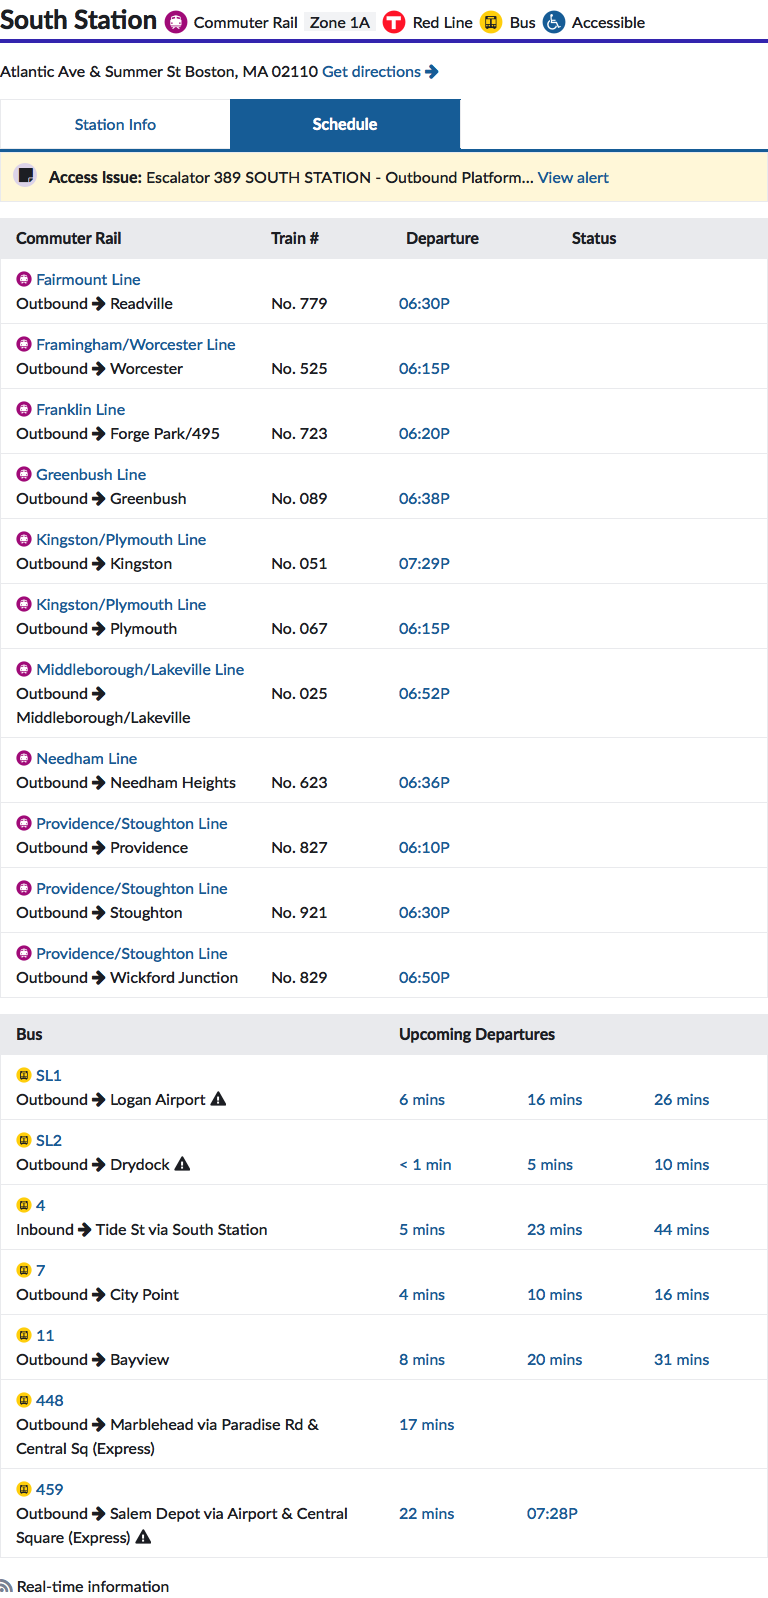 South Station Commuter Rail Zone 1A T Red Line Bus Accessible
Atlantic Ave & Summer St Boston, MA 02110 Get directions
Station Info Schedule
Access Issue: Escalator 389 SOUTH STATION - Outbound Platform... View alert
Commuter Rail Train # Departure Status
Fairmount Line
Outbound → Readville No. 779 06:30P
Framingham/Worcester Line
Outbound → Worcester No. 525 06:15P
Franklin Line
Outbound → Forge Park/495 No. 723 06:20P
Greenbush Line
Outbound → Greenbush No. 089 06:38P
Kingston/Plymouth Line
Outbound → Kingston No. 051 07:29P
Kingston/Plymouth Line
Outbound → Plymouth No. 067 06:15P
Middleborough/Lakeville Line
Outbound → No. 025 06:52P
Middleborough/Lakeville
Needham Line
Outbound → Needham Heights No. 623 06:36P
Providence/Stoughton Line
Outbound → Providence No. 827 06:10P
Providence/Stoughton Line
Outbound → Stoughton No. 921 06:30P
Providence/Stoughton Line
Outbound → Wickford Junction No. 829 06:50P
Bus Upcoming Departures
SL1
Outbound → Logan Airport 6 mins 16 mins 26 mins
SL2
Outbound → Drydock < 1 min 5 mins 10 mins
4
Inbound → Tide St via South Station 5 mins 23 mins 44 mins
7
Outbound → City Point 4 mins 10 mins 16 mins
11
Outbound → Bayview 8 mins 20 mins 31 mins
448
Outbound → Marblehead via Paradise Rd & 17 mins
Central Sq (Express)
459
Outbound → Salem Depot via Airport & Central 22 mins 07:28P
Square (Express)
Real-time information